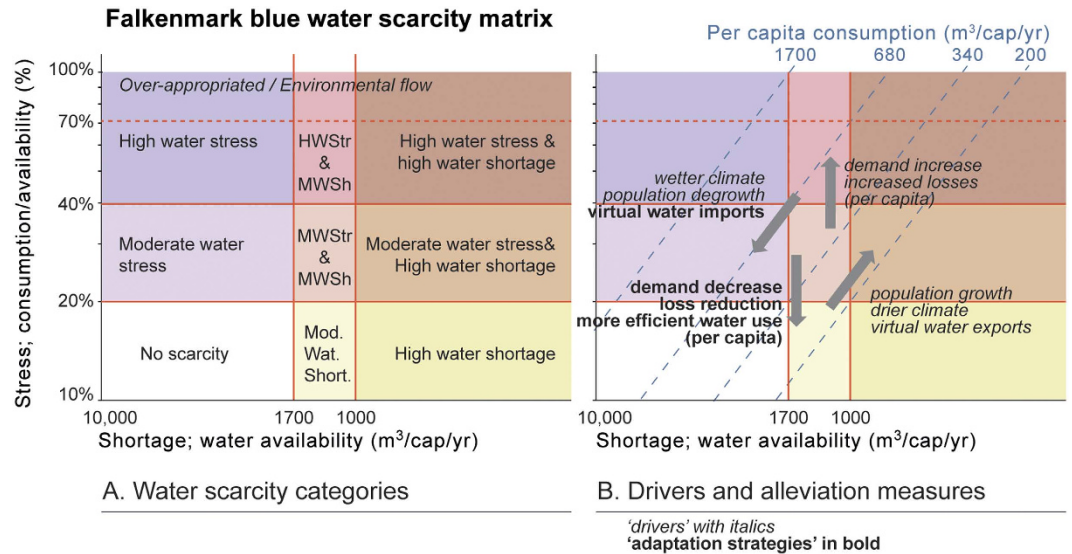 Falkenmark blue water scarcity matrix
Stress; consumption/availability (%)
100%
70%
40%
20%
10%
Over-appropriated / Environmental flow
High water stress
HWStr
&
MWSh
High water stress &
high water shortage
Moderate water
stress
MWStr
&
MWSh
Moderate water stress&
High water shortage
No scarcity
Mod.
Wat.
Short.
High water shortage
10,000
1700
1000
Shortage; water availability (m³/cap/yr)
A. Water scarcity categories
Per capita consumption (m³/cap/yr)
1700
680
340
200
wetter climate
population degrowth
virtual water imports
demand increase
increased losses
(per capita)
demand decrease
loss reduction
more efficient water use
(per capita)
population growth
drier climate
virtual water exports
10,000
1700
1000
Shortage; water availability (m³/cap/yr)
B. Drivers and alleviation measures
'drivers' with italics
'adaptation strategies' in bold